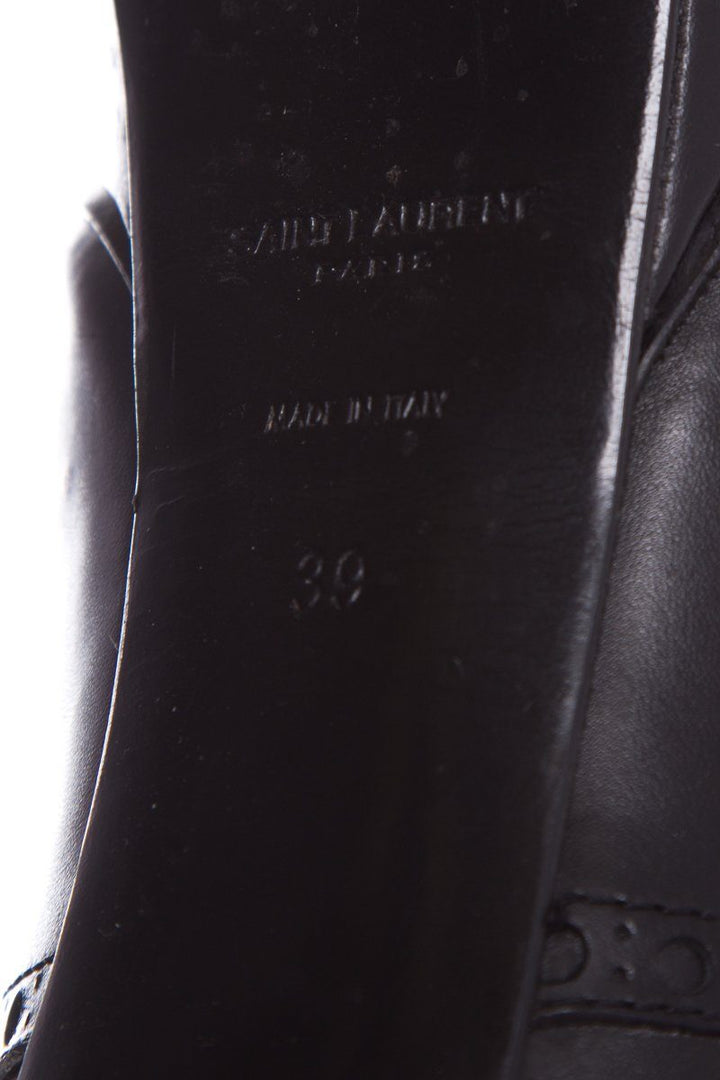 SAINT LAURENT
PARIS
MADE IN ITALY
39